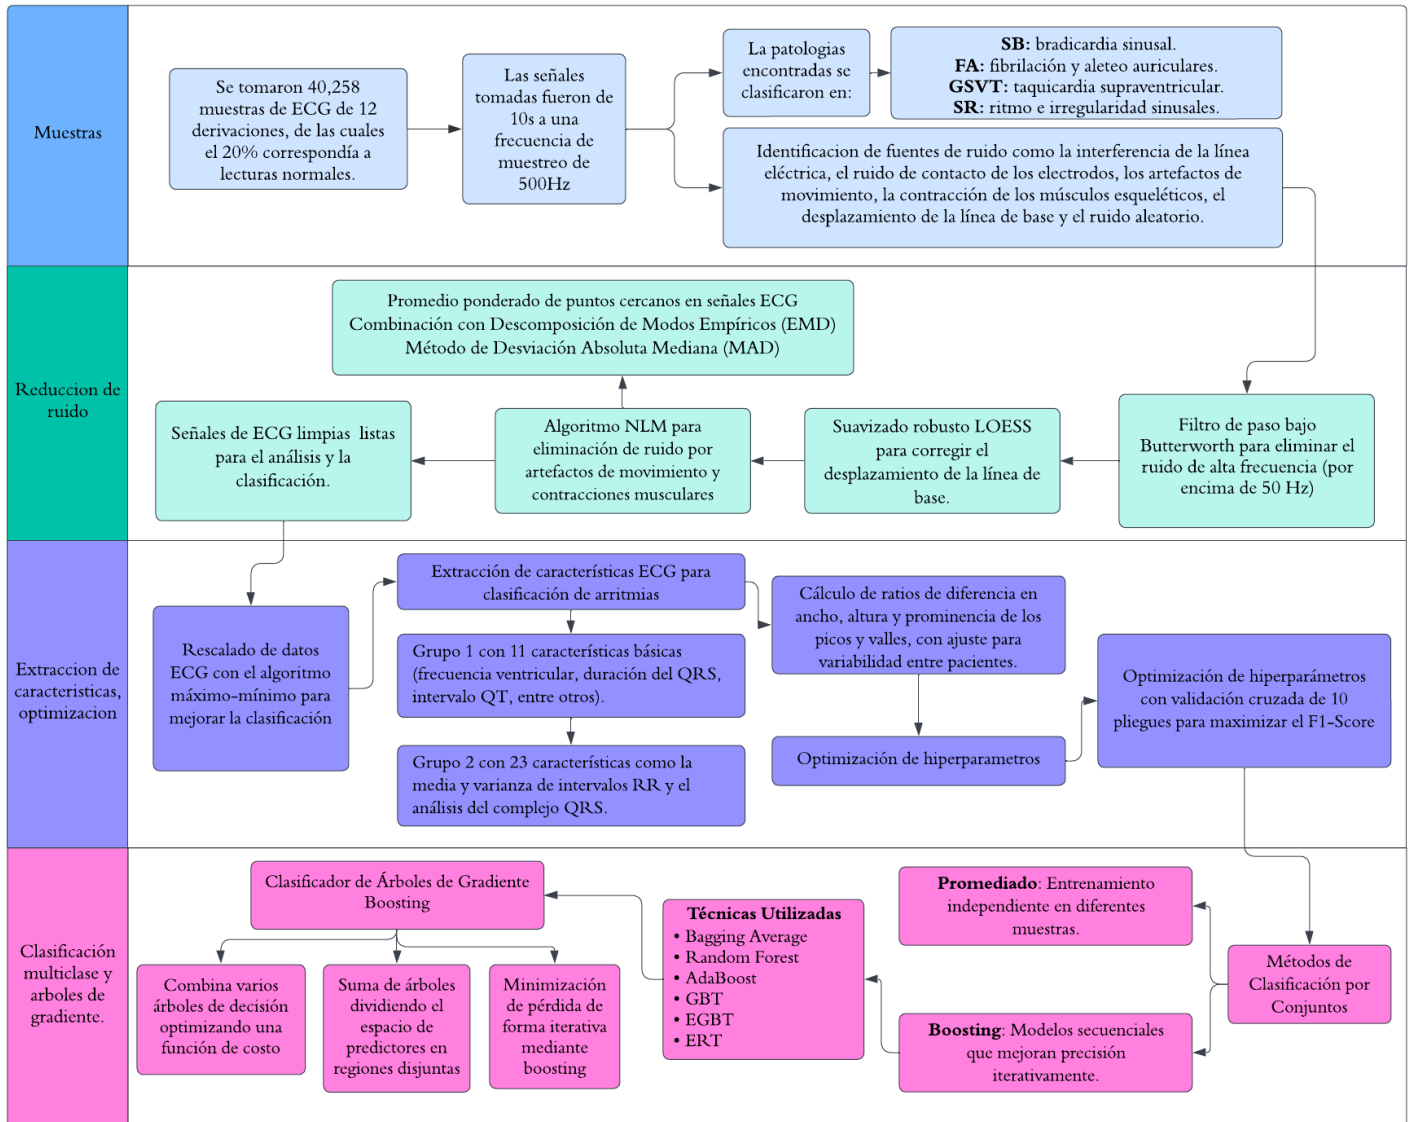 Muestras
Se tomaron 40,258
muestras de ECG de 12
derivaciones, de las cuales
el 20% correspondía a
lecturas normales.
Las señales
tomadas fueron de
10s a una
frecuencia de
muestreo de
500Hz
La patologias
encontradas se
clasificaron en:
SB: bradicardia sinusal.
FA: fibrilación y aleteo auriculares.
GSVT: taquicardia supraventricular.
SR: ritmo e irregularidad sinusales.
Identificacion de fuentes de ruido como la interferencia de la línea
eléctrica, el ruido de contacto de los electrodos, los artefactos de
movimiento, la contracción de los músculos esqueléticos, el
desplazamiento de la línea de base y el ruido aleatorio.
Reduccion de
ruido
Filtro de paso bajo
Butterworth para eliminar el
ruido de alta frecuencia (por
encima de 50 Hz)
Suavizado robusto LOESS
para corregir el
desplazamiento de la línea de
base.
Algoritmo NLM para
eliminación de ruido por
artefactos de movimiento y
contracciones musculares
Promedio ponderado de puntos cercanos en señales ECG
Combinación con Descomposición de Modos Empíricos (EMD)
Método de Desviación Absoluta Mediana (MAD)
Señales de ECG limpias listas
para el análisis y la
clasificación.
Extraccion de
caracteristicas,
optimizacion
Rescalado de datos
ECG con el algoritmo
máximo-mínimo para
mejorar la clasificación
Extracción de características ECG para
clasificación de arritmias
Grupo 1 con 11 características básicas
(frecuencia ventricular, duración del QRS,
intervalo QT, entre otros).
Grupo 2 con 23 características como la
media y varianza de intervalos RR y el
análisis del complejo QRS.
Cálculo de ratios de diferencia en
ancho, altura y prominencia de los
picos y valles, con ajuste para
variabilidad entre pacientes.
Optimización de hiperparametros
Optimización de hiperparámetros
con validación cruzada de 10
pliegues para maximizar el F1-Score
Clasificación
multiclase y
arboles de
gradiente.
Métodos de
Clasificación por
Conjuntos
Promediado: Entrenamiento
independiente en diferentes
muestras.
Boosting: Modelos secuenciales
que mejoran precisión
iterativamente.
Técnicas Utilizadas
• Bagging Average
• Random Forest
• AdaBoost
• GBT
• EGBT
• ERT
Clasificador de Árboles de Gradiente
Boosting
Combina varios
árboles de decisión
optimizando una
función de costo
Suma de árboles
dividiendo el
espacio de
predictores en
regiones disjuntas
Minimización
de pérdida de
forma iterativa
mediante
boosting